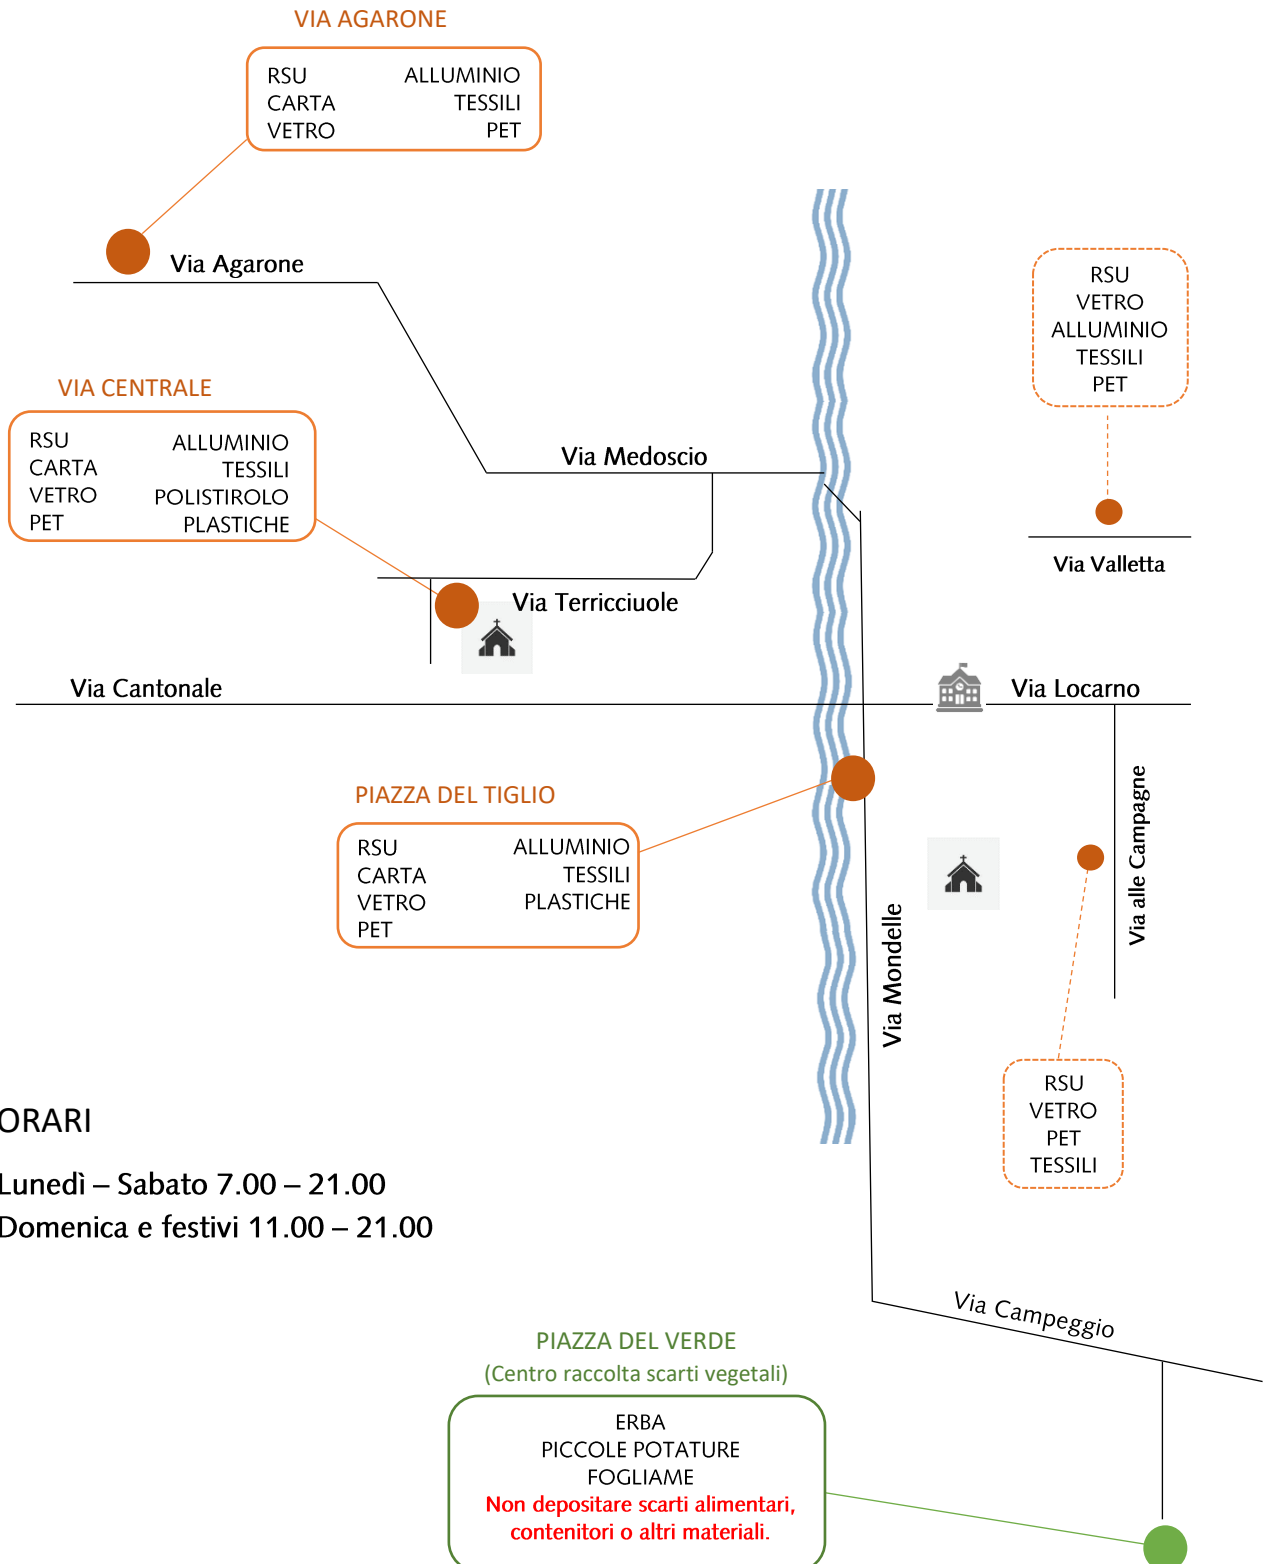 VIA AGARONE
RSU ALLUMINIO
CARTA TESSILI
VETRO PET
Via Agarone
RSU
VETRO
ALLUMINIO
TESSILI
PET
VIA CENTRALE
RSU ALLUMINIO
CARTA TESSILI
VETRO POLISTIROLO
PET PLASTICHE
Via Medoscio
Via Valletta
Via Terricciuole
Via Cantonale
Via Locarno
PIAZZA DEL TIGLIO
RSU ALLUMINIO
CARTA TESSILI
VETRO PLASTICHE
PET
Via alle Campagne
Via Mondelle
RSU
VETRO
PET
TESSILI
ORARI
Lunedì – Sabato 7.00 – 21.00
Domenica e festivi 11.00 – 21.00
Via Campeggio
PIAZZA DEL VERDE
(Centro raccolta scarti vegetali)
ERBA
PICCOLE POTATURE
FOGLIAME
Non depositare scarti alimentari,
contenitori o altri materiali.